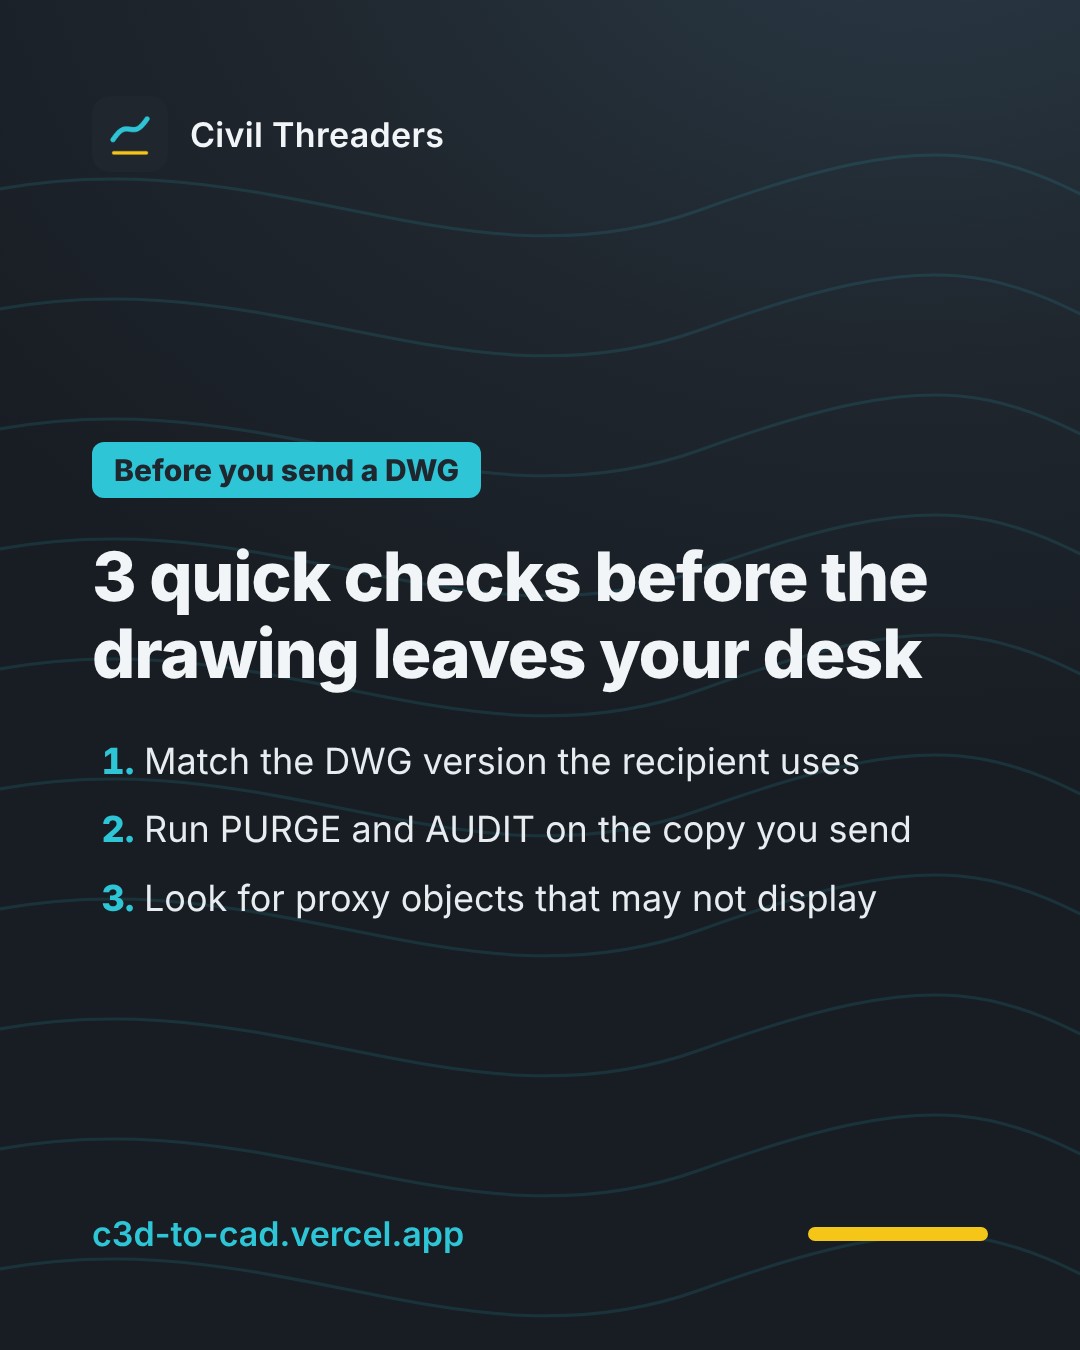 Civil Threaders
Before you send a DWG
3 quick checks before the
drawing leaves your desk
1. Match the DWG version the recipient uses
2. Run PURGE and AUDIT on the copy you send
3. Look for proxy objects that may not display
c3d-to-cad.vercel.app